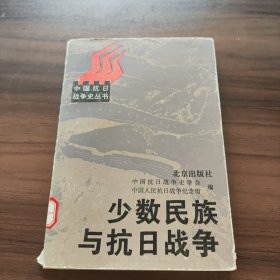 中国抗日
战争史丛书
北京出版社
中国抗日战争史学会
中国人民抗日战争纪念馆
编
少数民族
与抗日战争